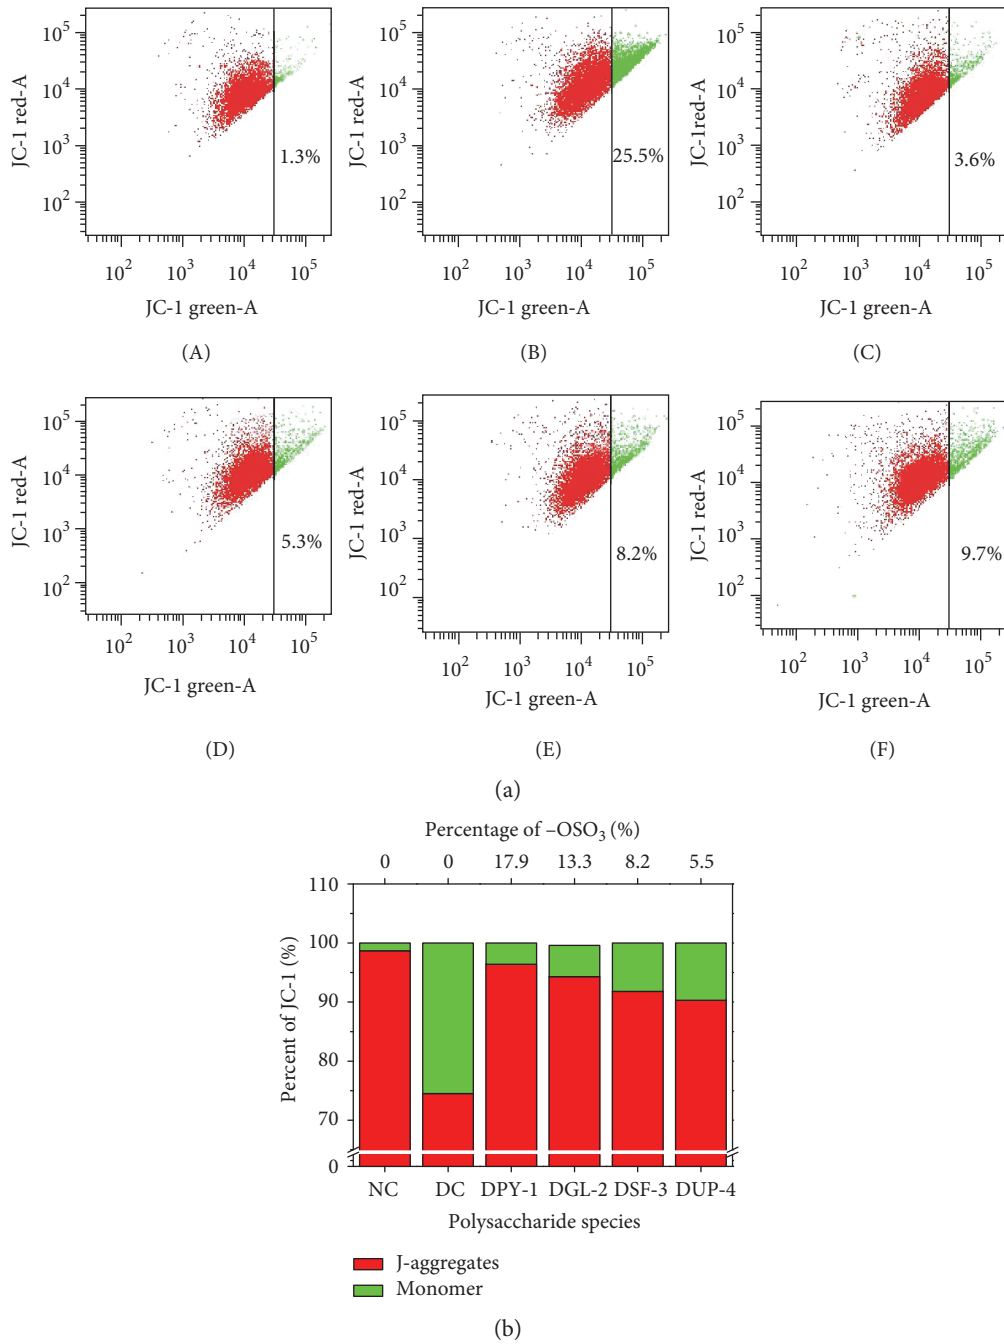 10⁵
10⁴
10³
10²
JC-1 red-A
1.3%
10² 10³ 10⁴ 10⁵
JC-1 green-A
(A)
10⁵
10⁴
10³
10²
JC-1 red-A
25.5%
10² 10³ 10⁴ 10⁵
JC-1 green-A
(B)
10⁵
10⁴
10³
10²
JC-1red-A
3.6%
10² 10³ 10⁴ 10⁵
JC-1 green-A
(C)
10⁵
10⁴
10³
10²
JC-1 red-A
5.3%
10² 10³ 10⁴ 10⁵
JC-1 green-A
(D)
10⁵
10⁴
10³
10²
JC-1 red-A
8.2%
10² 10³ 10⁴ 10⁵
JC-1 green-A
(E)
10⁵
10⁴
10³
10²
JC-1 red-A
9.7%
10² 10³ 10⁴ 10⁵
JC-1 green-A
(F)
(a)
Percentage of –OSO₃ (%)
0 0 17.9 13.3 8.2 5.5
110
100
90
80
70
0
Percent of JC-1 (%)
NC DC DPY-1 DGL-2 DSF-3 DUP-4
Polysaccharide species
J-aggregates
Monomer
(b)